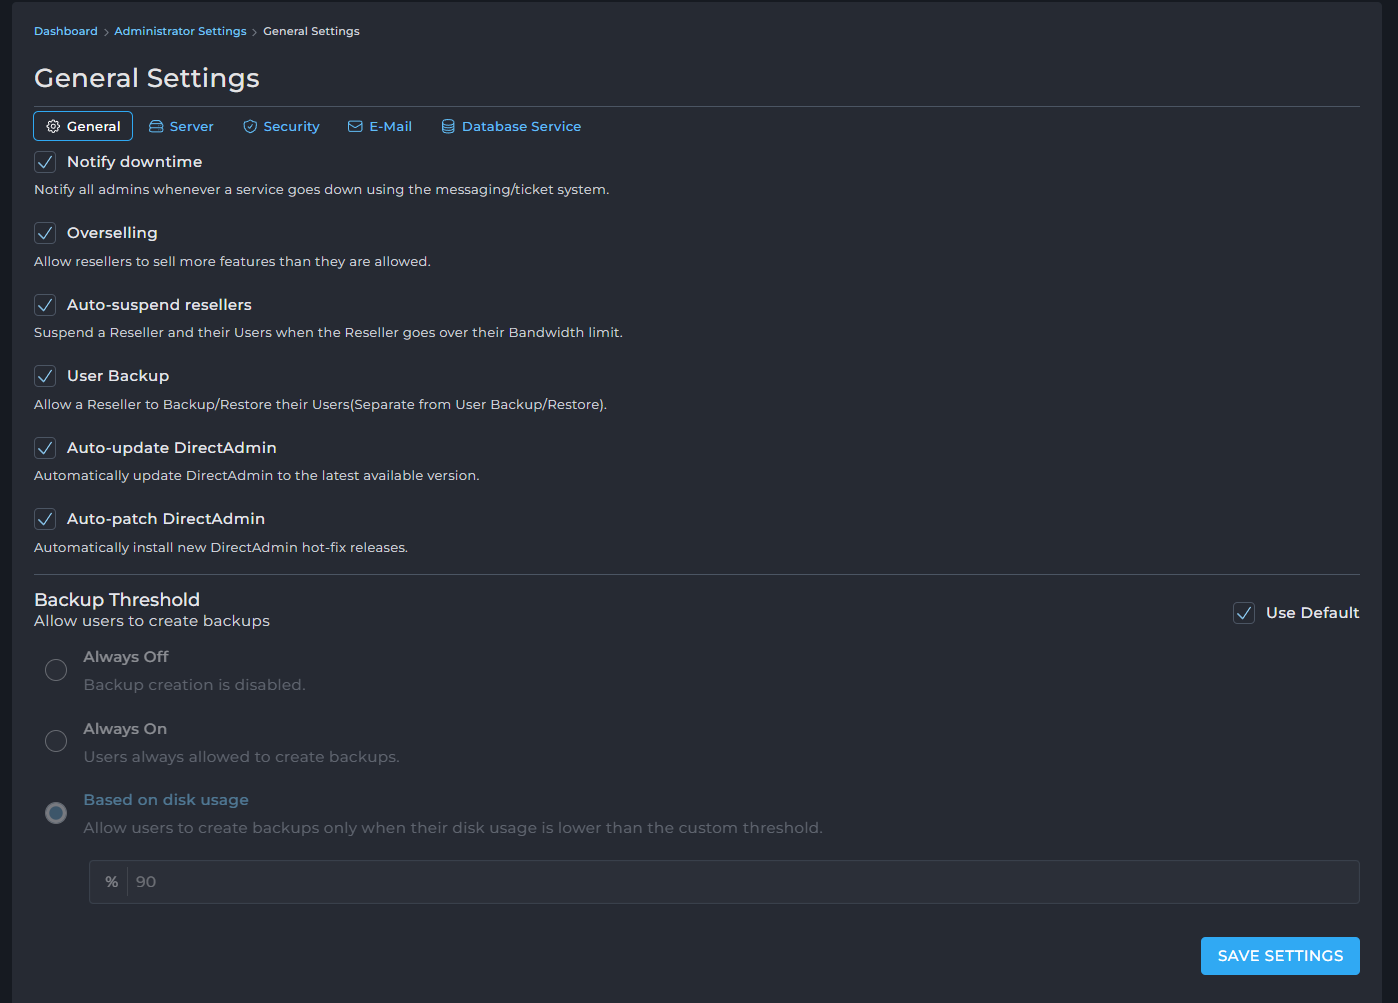 Dashboard > Administrator Settings > General Settings
General Settings
General Server Security E-Mail Database Service
Notify downtime
Notify all admins whenever a service goes down using the messaging/ticket system.
Overselling
Allow resellers to sell more features than they are allowed.
Auto-suspend resellers
Suspend a Reseller and their Users when the Reseller goes over their Bandwidth limit.
User Backup
Allow a Reseller to Backup/Restore their Users(Separate from User Backup/Restore).
Auto-update DirectAdmin
Automatically update DirectAdmin to the latest available version.
Auto-patch DirectAdmin
Automatically install new DirectAdmin hot-fix releases.
Backup Threshold
Allow users to create backups
Use Default
Always Off
Backup creation is disabled.
Always On
Users always allowed to create backups.
Based on disk usage
Allow users to create backups only when their disk usage is lower than the custom threshold.
% 90
SAVE SETTINGS